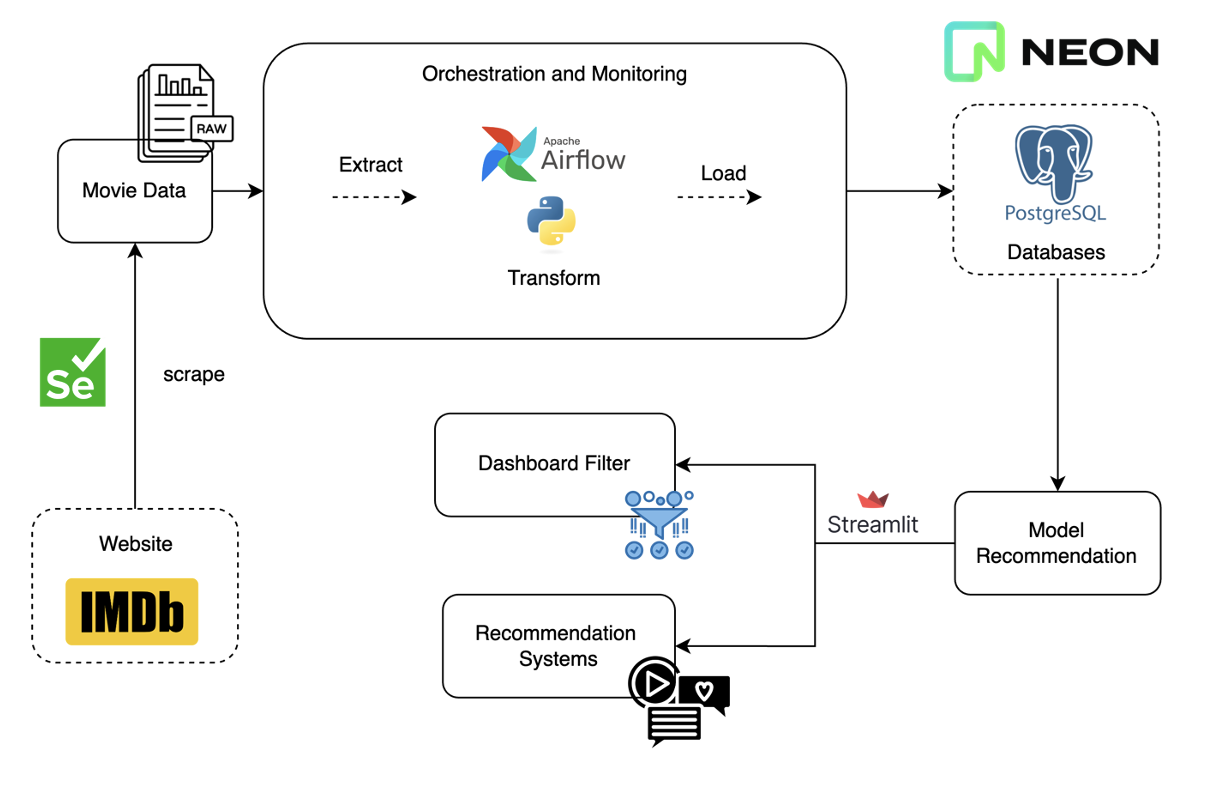 NEON
Orchestration and Monitoring
RAW
Movie Data
Extract
Apache
Airflow
Load
Transform
PostgreSQL
Databases
Se
scrape
Website
IMDb
Dashboard Filter
Streamlit
Model
Recommendation
Recommendation
Systems